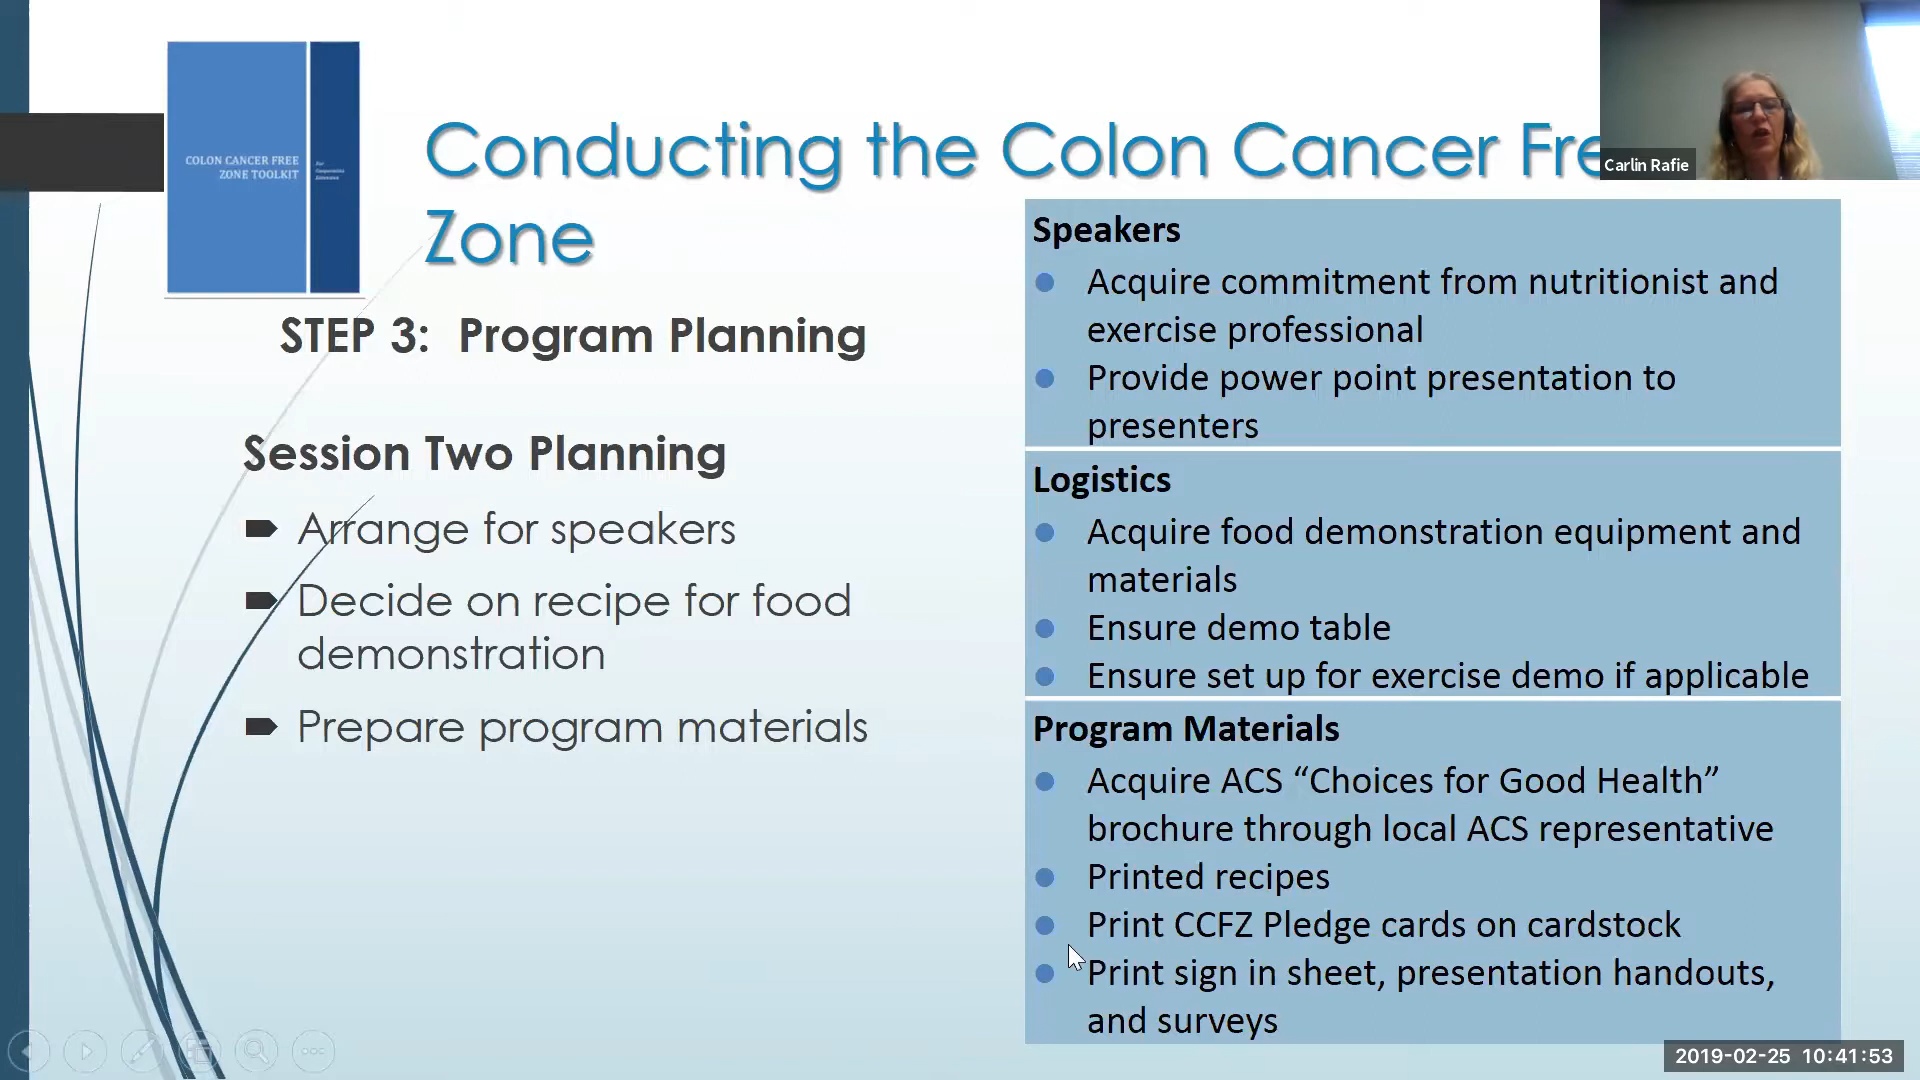 COLON CANCER FREE
ZONE TOOLKIT
For
Cooperative
Extension
Conducting the Colon Cancer Fre
Zone
Carlin Rafie
STEP 3:  Program Planning
Session Two Planning
Arrange for speakers
Decide on recipe for food
demonstration
Prepare program materials
Speakers
Acquire commitment from nutritionist and
exercise professional
Provide power point presentation to
presenters
Logistics
Acquire food demonstration equipment and
materials
Ensure demo table
Ensure set up for exercise demo if applicable
Program Materials
Acquire ACS “Choices for Good Health”
brochure through local ACS representative
Printed recipes
Print CCFZ Pledge cards on cardstock
Print sign in sheet, presentation handouts,
and surveys
2019-02-25 10:41:53